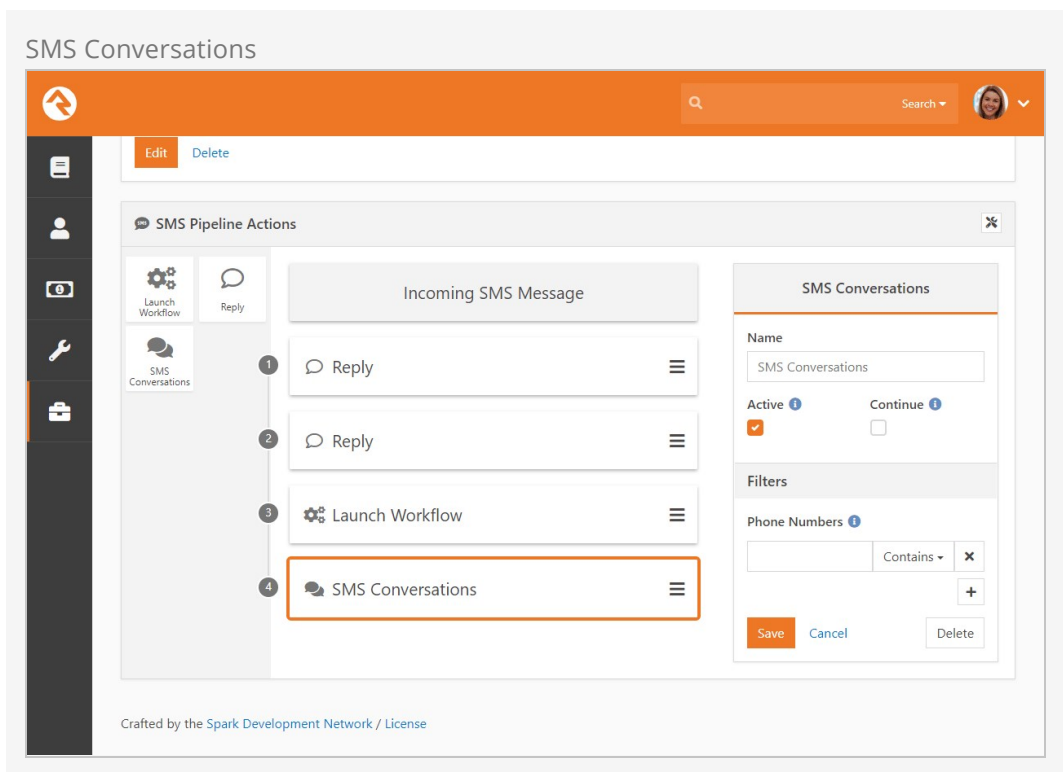 SMS Conversations
Search
Edit Delete
SMS Pipeline Actions
Launch
Workflow
Reply
SMS
Conversations
Incoming SMS Message
1 Reply
2 Reply
3 Launch Workflow
4 SMS Conversations
SMS Conversations
Name
SMS Conversations
Active Continue
Filters
Phone Numbers
Contains
Save Cancel Delete
Crafted by the Spark Development Network / License